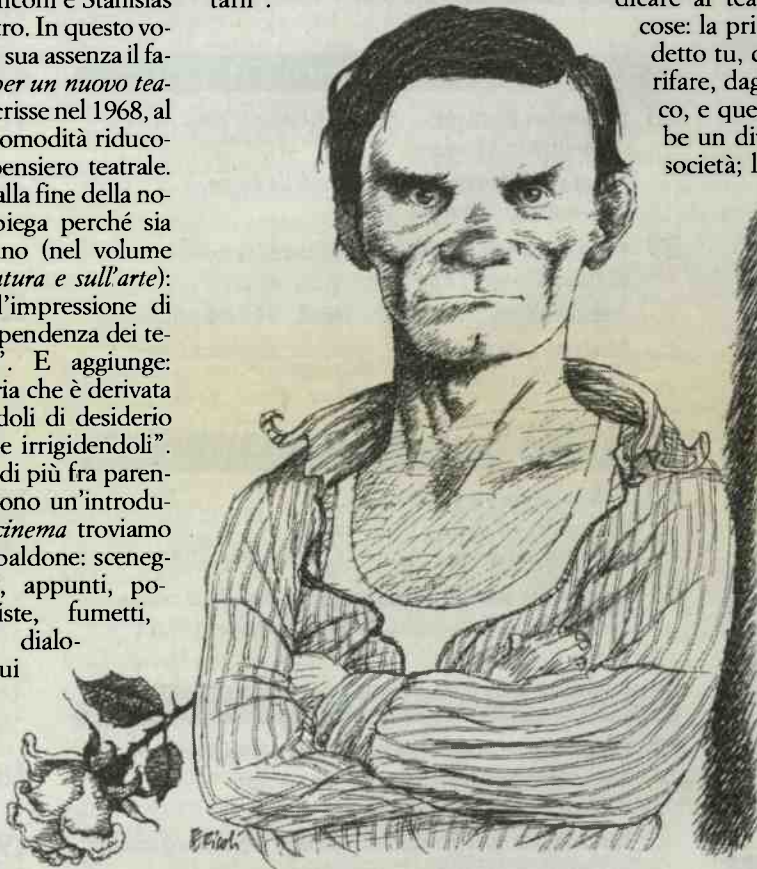 nconi e Stanislas
tro. In questo vo-
sua assenza il fa-
per un nuovo tea-
crisse nel 1968, al
omodità riduco-
pensiero teatrale.
alla fine della no-
piega perché sia
no (nel volume
atura e sull'arte):
l'impressione di
pendenza dei te-
”. E aggiunge:
ria che è derivata
doli di desiderio
e irrigidendoli”.
di più fra paren-
ono un'introdu-
cinema troviamo
baldone: sceneg-
, appunti, po-
iste, fumetti,
dialo-
ui
tarli”.
dicare al tea
cose: la pri
detto tu, c
rifare, dag
co, e que
be un di
società; l